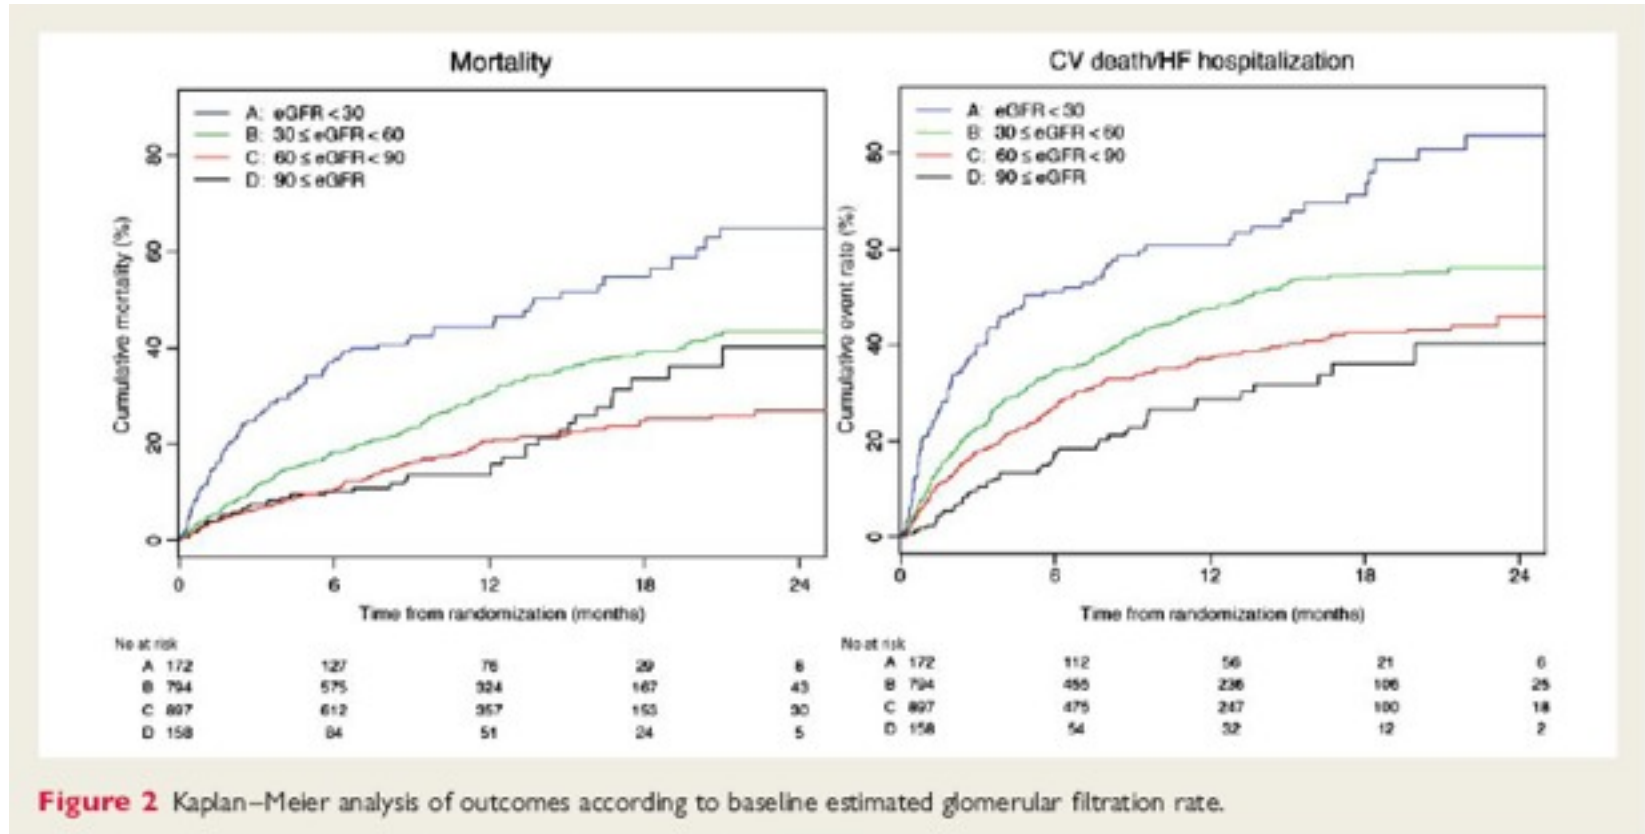 Mortality
A: eGFR < 30
B: 30 ≤ eGFR < 60
C: 60 ≤ eGFR < 90
D: 90 ≤ eGFR
Cumulative mortality (%)
80
60
40
20
0
0 6 12 18 24
Time from randomization (months)
No at risk
A 172 127 76 29 6
B 794 575 324 167 43
C 897 612 357 153 30
D 158 84 51 24 5
CV death/HF hospitalization
A: eGFR < 30
B: 30 ≤ eGFR < 60
C: 60 ≤ eGFR < 90
D: 90 ≤ eGFR
Cumulative event rate (%)
80
60
40
20
0
0 6 12 18 24
Time from randomization (months)
No at risk
A 172 112 56 21 6
B 794 455 236 106 25
C 897 475 247 100 18
D 158 54 32 12 2
Figure 2 Kaplan–Meier analysis of outcomes according to baseline estimated glomerular filtration rate.